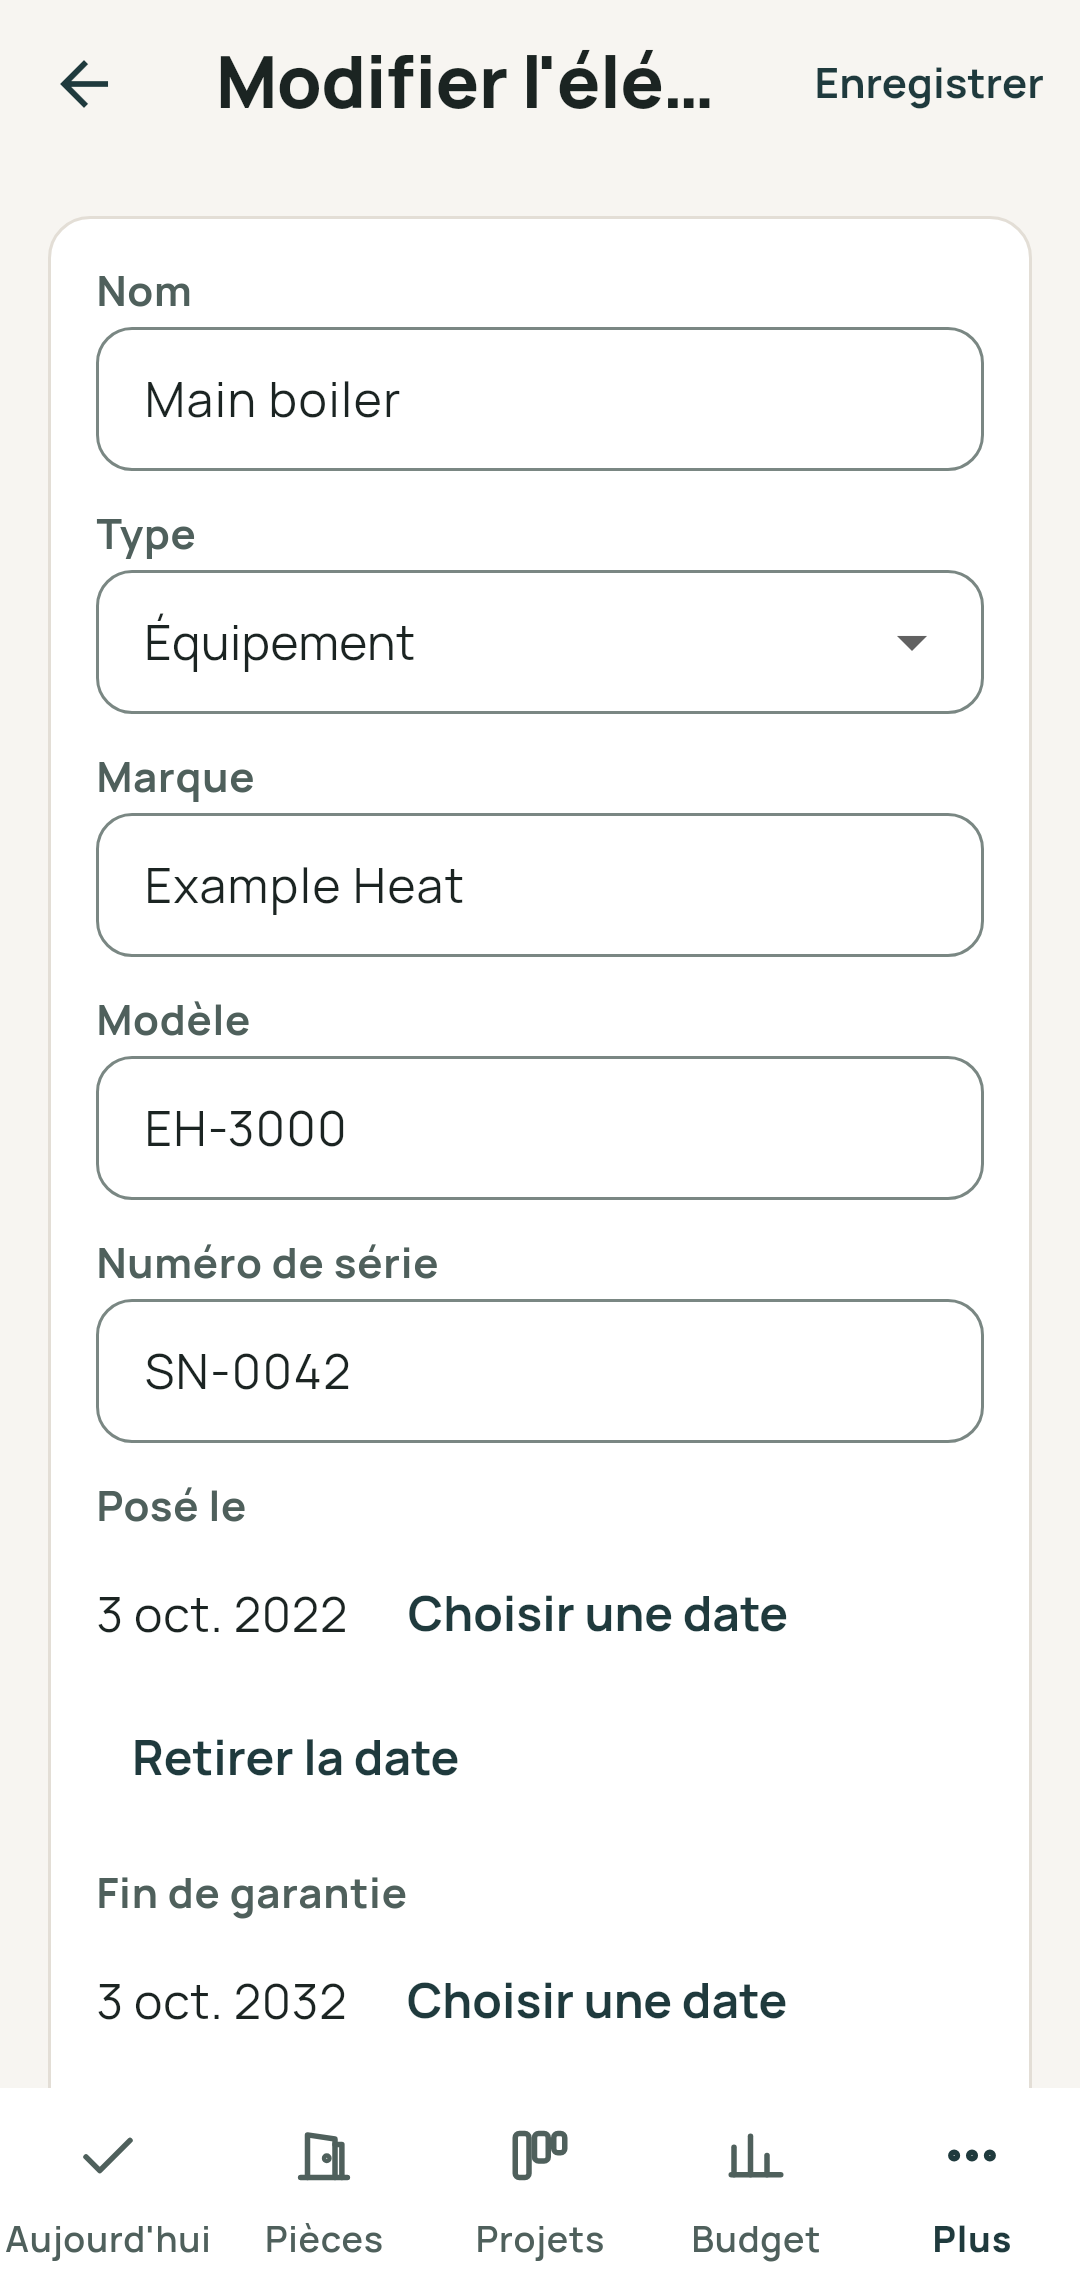 Modifier l'élé...
Enregistrer
Nom
Main boiler
Type
Équipement
Marque
Example Heat
Modèle
EH-3000
Numéro de série
SN-0042
Posé le
3 oct. 2022 Choisir une date
Retirer la date
Fin de garantie
3 oct. 2032 Choisir une date
Aujourd'hui Pièces Projets Budget Plus